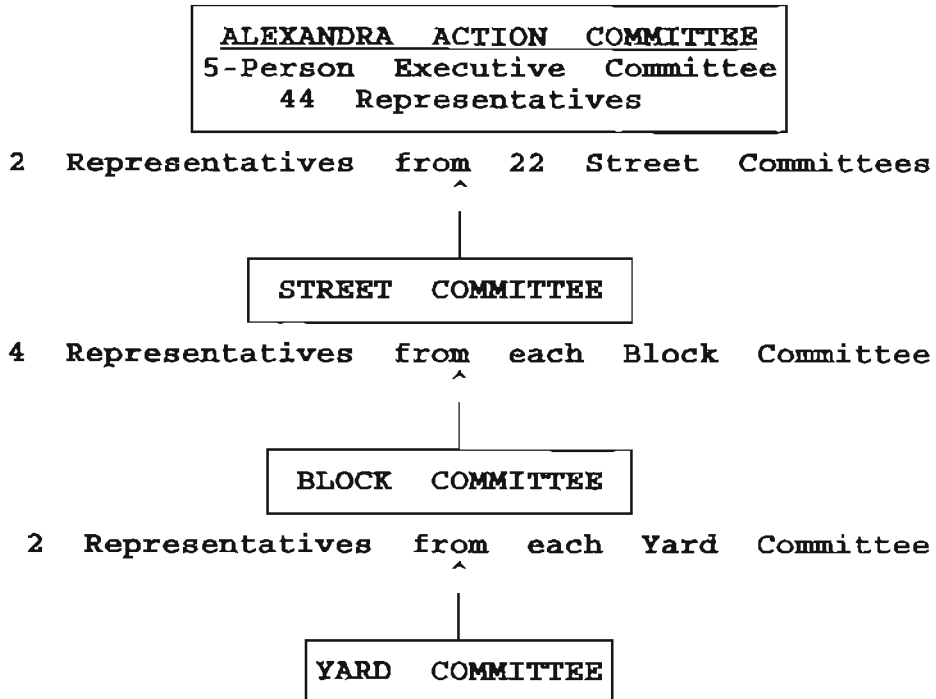 ALEXANDRA ACTION COMMITTEE
5-Person Executive Committee
44 Representatives
2 Representatives from 22 Street Committees
^
STREET COMMITTEE
4 Representatives from each Block Committee
^
BLOCK COMMITTEE
2 Representatives from each Yard Committee
^
YARD COMMITTEE